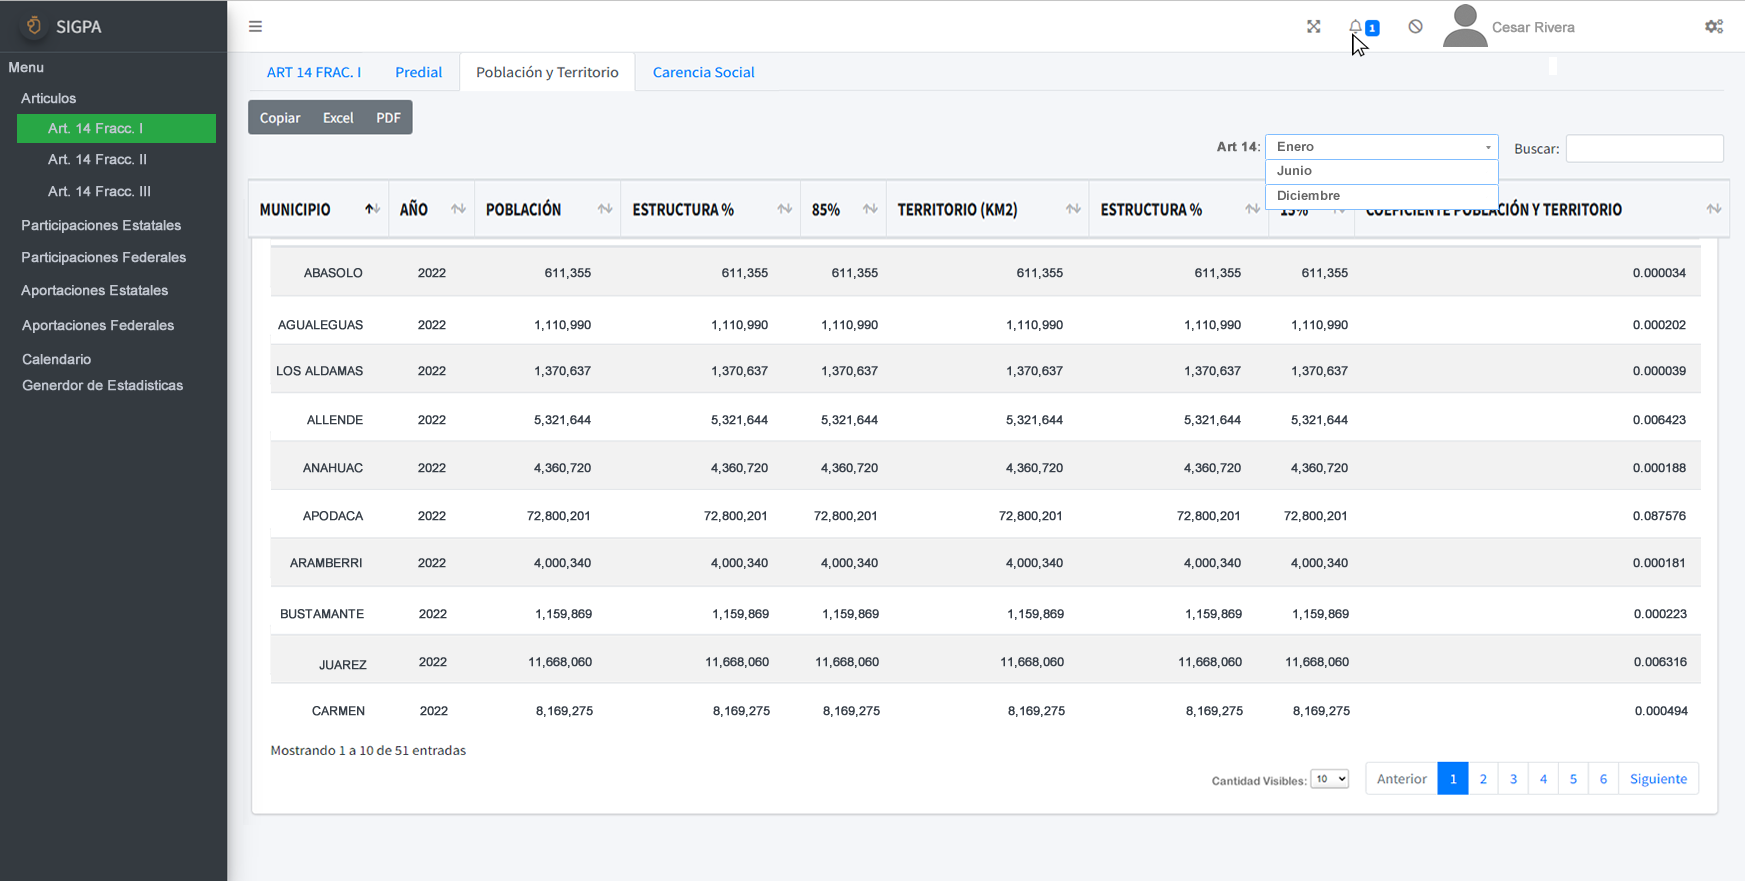 SIGPA
1
Cesar Rivera
Menu
Articulos
Art. 14 Fracc. I
Art. 14 Fracc. II
Art. 14 Fracc. III
Participaciones Estatales
Participaciones Federales
Aportaciones Estatales
Aportaciones Federales
Calendario
Generdor de Estadisticas
ART 14 FRAC. I Predial Población y Territorio Carencia Social
Copiar Excel PDF
Art 14: Enero Buscar:
Junio
Diciembre
MUNICIPIO AÑO POBLACIÓN ESTRUCTURA % 85% TERRITORIO (KM2) ESTRUCTURA % 15% COEFICIENTE POBLACIÓN Y TERRITORIO
ABASOLO 2022 611,355 611,355 611,355 611,355 611,355 611,355 0.000034
AGUALEGUAS 2022 1,110,990 1,110,990 1,110,990 1,110,990 1,110,990 1,110,990 0.000202
LOS ALDAMAS 2022 1,370,637 1,370,637 1,370,637 1,370,637 1,370,637 1,370,637 0.000039
ALLENDE 2022 5,321,644 5,321,644 5,321,644 5,321,644 5,321,644 5,321,644 0.006423
ANAHUAC 2022 4,360,720 4,360,720 4,360,720 4,360,720 4,360,720 4,360,720 0.000188
APODACA 2022 72,800,201 72,800,201 72,800,201 72,800,201 72,800,201 72,800,201 0.087576
ARAMBERRI 2022 4,000,340 4,000,340 4,000,340 4,000,340 4,000,340 4,000,340 0.000181
BUSTAMANTE 2022 1,159,869 1,159,869 1,159,869 1,159,869 1,159,869 1,159,869 0.000223
JUAREZ 2022 11,668,060 11,668,060 11,668,060 11,668,060 11,668,060 11,668,060 0.006316
CARMEN 2022 8,169,275 8,169,275 8,169,275 8,169,275 8,169,275 8,169,275 0.000494
Mostrando 1 a 10 de 51 entradas
Cantidad Visibles: 10 Anterior 1 2 3 4 5 6 Siguiente